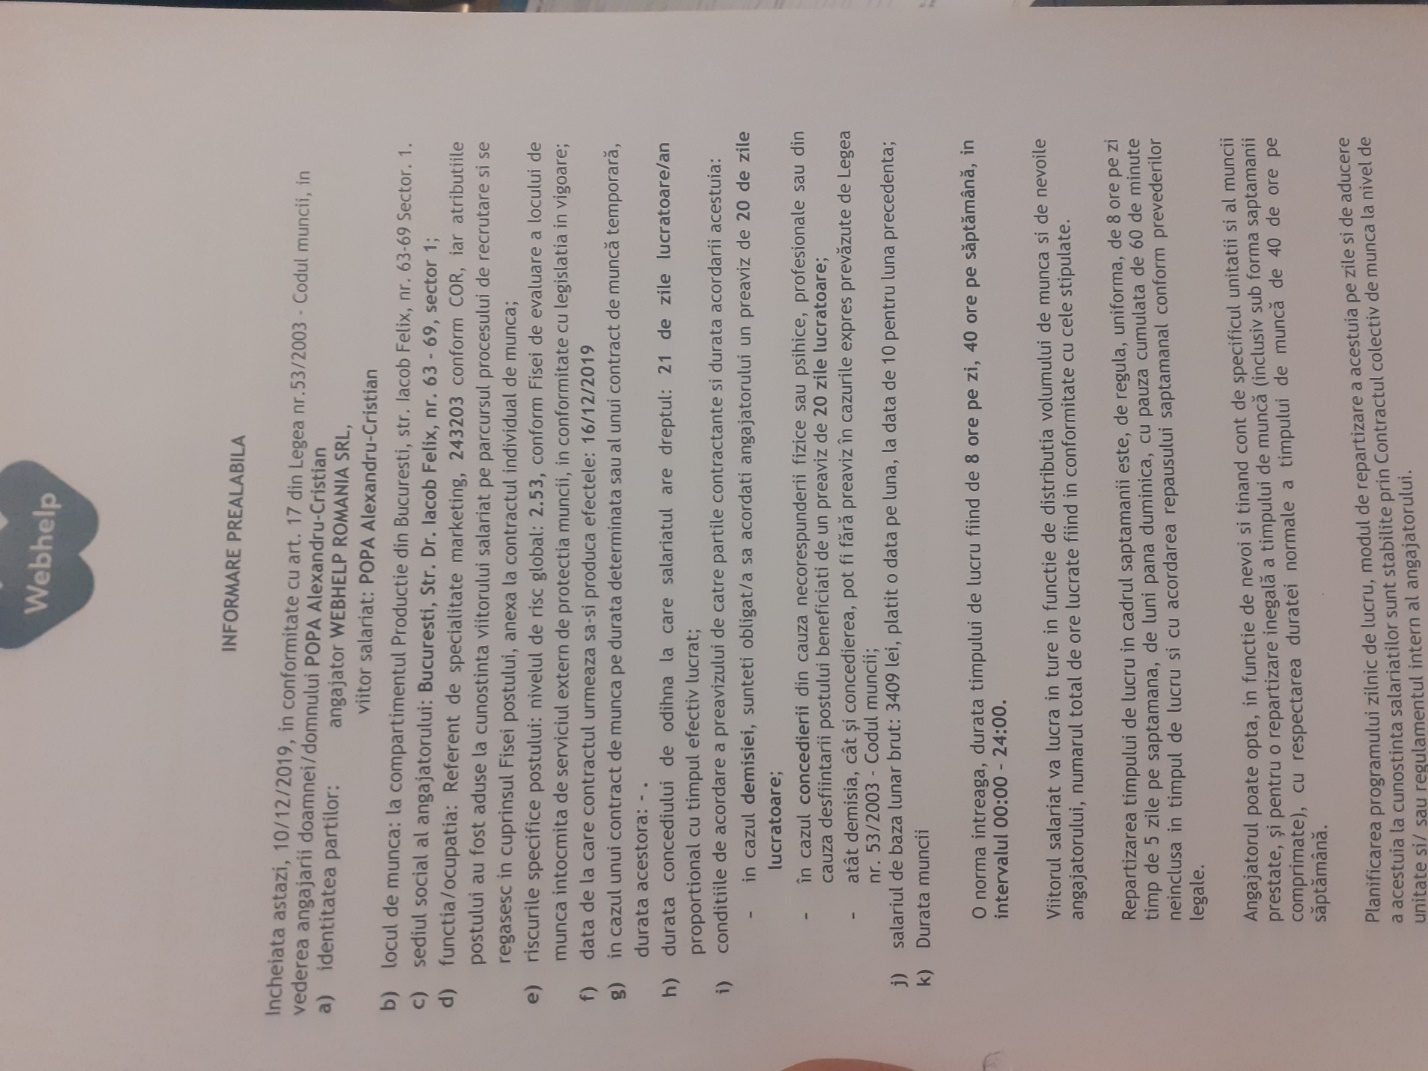 Webhelp
INFORMARE PREALABILA
Incheiata astazi, 10/12/2019, in conformitate cu art. 17 din Legea nr.53/2003 - Codul muncii, in
vederea angajarii doamnei/domnului POPA Alexandru-Cristian
a) identitatea partilor: angajator WEBHELP ROMANIA SRL,
viitor salariat: POPA Alexandru-Cristian
b) locul de munca: la compartimentul Productie din Bucuresti, str. Iacob Felix, nr. 63-69 Sector. 1.
c) sediul social al angajatorului: Bucuresti, Str. Dr. Iacob Felix, nr. 63 - 69, sector 1;
d) functia/ocupatia: Referent de specialitate marketing, 243203 conform COR, iar atributiile
postului au fost aduse la cunostinta viitorului salariat pe parcursul procesului de recrutare si se
regasesc in cuprinsul Fisei postului, anexa la contractul individual de munca;
e) riscurile specifice postului: nivelul de risc global: 2.53, conform Fisei de evaluare a locului de
munca intocmita de serviciul extern de protectia muncii, in conformitate cu legislatia in vigoare;
f) data de la care contractul urmeaza sa-si produca efectele: 16/12/2019
g) in cazul unui contract de munca pe durata determinata sau al unui contract de muncă temporară,
durata acestora: - .
h) durata concediului de odihna la care salariatul are dreptul: 21 de zile lucratoare/an
proportional cu timpul efectiv lucrat;
i) conditiile de acordare a preavizului de catre partile contractante si durata acordarii acestuia:
- in cazul demisiei, sunteti obligat/a sa acordati angajatorului un preaviz de 20 de zile
lucratoare;
- în cazul concedierii din cauza necorespunderii fizice sau psihice, profesionale sau din
cauza desfiintarii postului beneficiati de un preaviz de 20 zile lucratoare;
- atât demisia, cât și concedierea, pot fi fără preaviz în cazurile expres prevăzute de Legea
nr. 53/2003 - Codul muncii;
j) salariul de baza lunar brut: 3409 lei, platit o data pe luna, la data de 10 pentru luna precedenta;
k) Durata muncii
O norma intreaga, durata timpului de lucru fiind de 8 ore pe zi, 40 ore pe săptămână, in
intervalul 00:00 - 24:00.
Viitorul salariat va lucra in ture in functie de distributia volumului de munca si de nevoile
angajatorului, numarul total de ore lucrate fiind in conformitate cu cele stipulate.
Repartizarea timpului de lucru in cadrul saptamanii este, de regula, uniforma, de 8 ore pe zi
timp de 5 zile pe saptamana, de luni pana duminica, cu pauza cumulata de 60 de minute
neinclusa in timpul de lucru si cu acordarea repausului saptamanal conform prevederilor
legale.
Angajatorul poate opta, in functie de nevoi si tinand cont de specificul unitatii si al muncii
prestate, și pentru o repartizare inegală a timpului de muncă (inclusiv sub forma saptamanii
comprimate), cu respectarea duratei normale a timpului de muncă de 40 de ore pe
săptămână.
Planificarea programului zilnic de lucru, modul de repartizare a acestuia pe zile si de aducere
a acestuia la cunostinta salariatilor sunt stabilite prin Contractul colectiv de munca la nivel de
unitate si/ sau regulamentul intern al angajatorului.